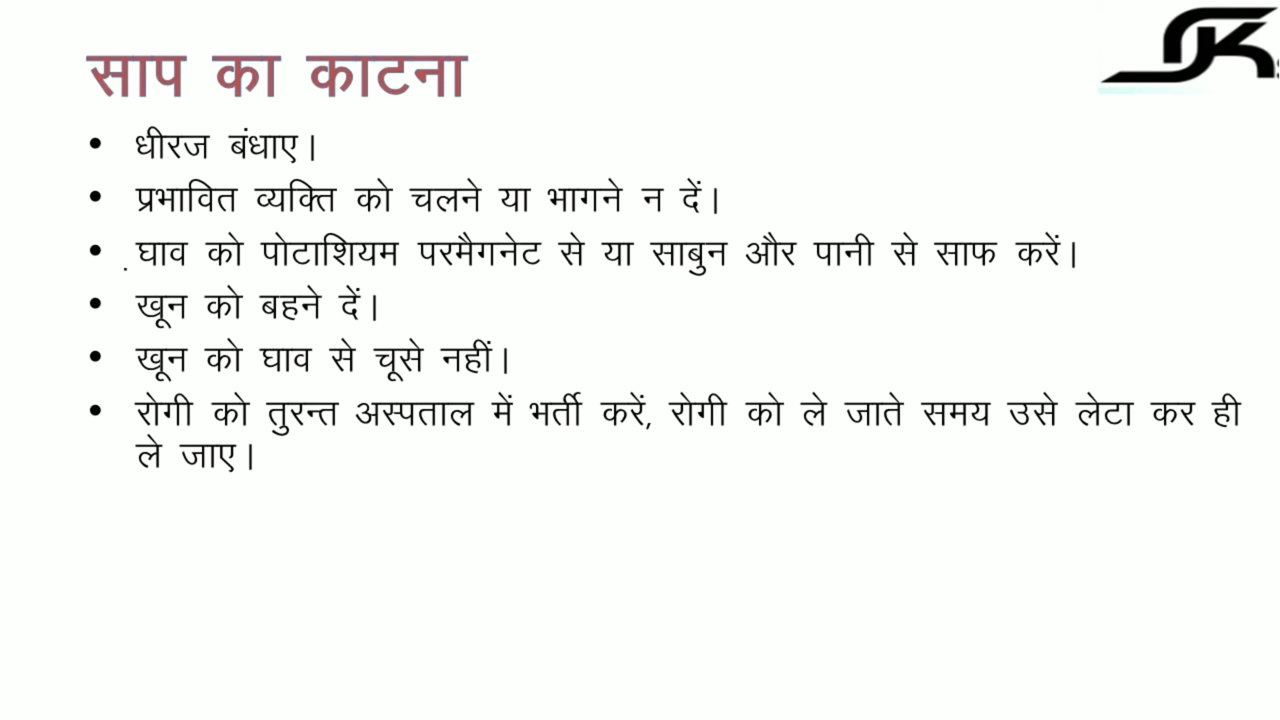 साप का काटना
• धीरज बंधाए।
• प्रभावित व्यक्ति को चलने या भागने न दें।
• घाव को पोटाशियम परमैगनेट से या साबुन और पानी से साफ करें।
• खून को बहने दें।
• खून को घाव से चूसे नहीं।
• रोगी को तुरन्त अस्पताल में भर्ती करें, रोगी को ले जाते समय उसे लेटा कर ही
ले जाए।